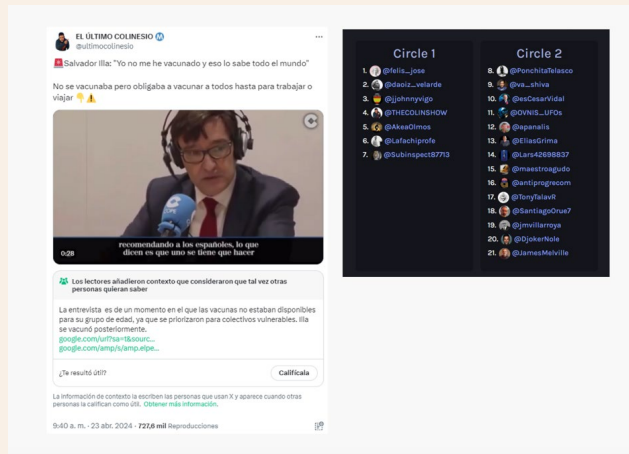 EL ÚLTIMO COLINESIO
@ultimocolinesio
🚨Salvador Illa: "Yo no me he vacunado y eso lo sabe todo el mundo"
No se vacunaba pero obligaba a vacunar a todos hasta para trabajar o
viajar 👇⚠️
recomendando a los españoles, lo que
dicen es que uno se tiene que hacer
0:28
Los lectores añadieron contexto que consideraron que tal vez otras
personas quieran saber
La entrevista es de un momento en el que las vacunas no estaban disponibles
para su grupo de edad, ya que se priorizaron para colectivos vulnerables. Illa
se vacunó posteriormente.
google.com/url?sa=t&sourc...
google.com/amp/s/amp.elpe...
¿Te resultó útil?
Califícala
La información de contexto la escriben las personas que usan X y aparece cuando otras
personas la califican como útil. Obtener más información.
9:40 a. m. · 23 abr. 2024 · 727,6 mil Reproducciones
Circle 1
1. @felis_jose
2. @daoiz_velarde
3. @jjohnnyvigo
4. @THECOLINSHOW
5. @AkeaOlmos
6. @Lafachiprofe
7. @Subinspect87713
Circle 2
8. @PonchitaTelasco
9. @va_shiva
10. @esCesarVidal
11. @OVNIS_UFOs
12. @apanalis
13. @EliasGrima
14. @Lars42698837
15. @maestroagudo
16. @antiprogrecom
17. @TonyTalavR
18. @SantiagoOrue7
19. @jmvillarroya
20. @DjokerNole
21. @JamesMelville